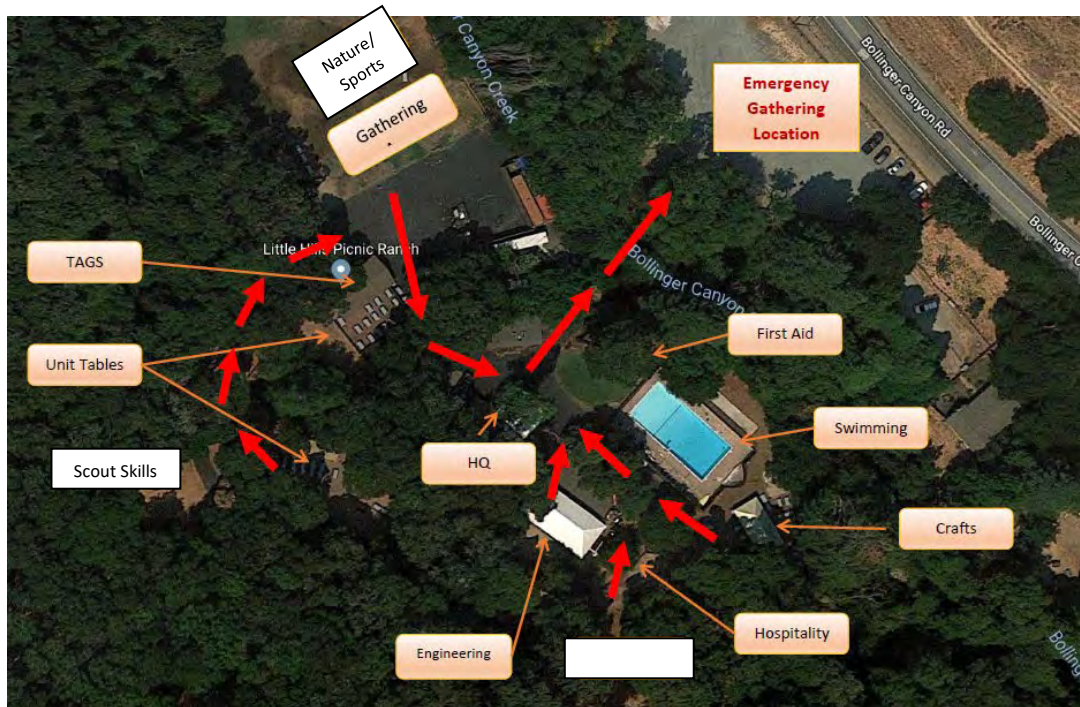 Nature/
Sports
Gathering
Canyon Creek
Emergency
Gathering
Location
Bollinger Canyon Rd
Little Hills Picnic Ranch
TAGS
Bollinger Canyon
Bollinger C
First Aid
Unit Tables
Swimming
HQ
Scout Skills
Crafts
Hospitality
Engineering
Bolling